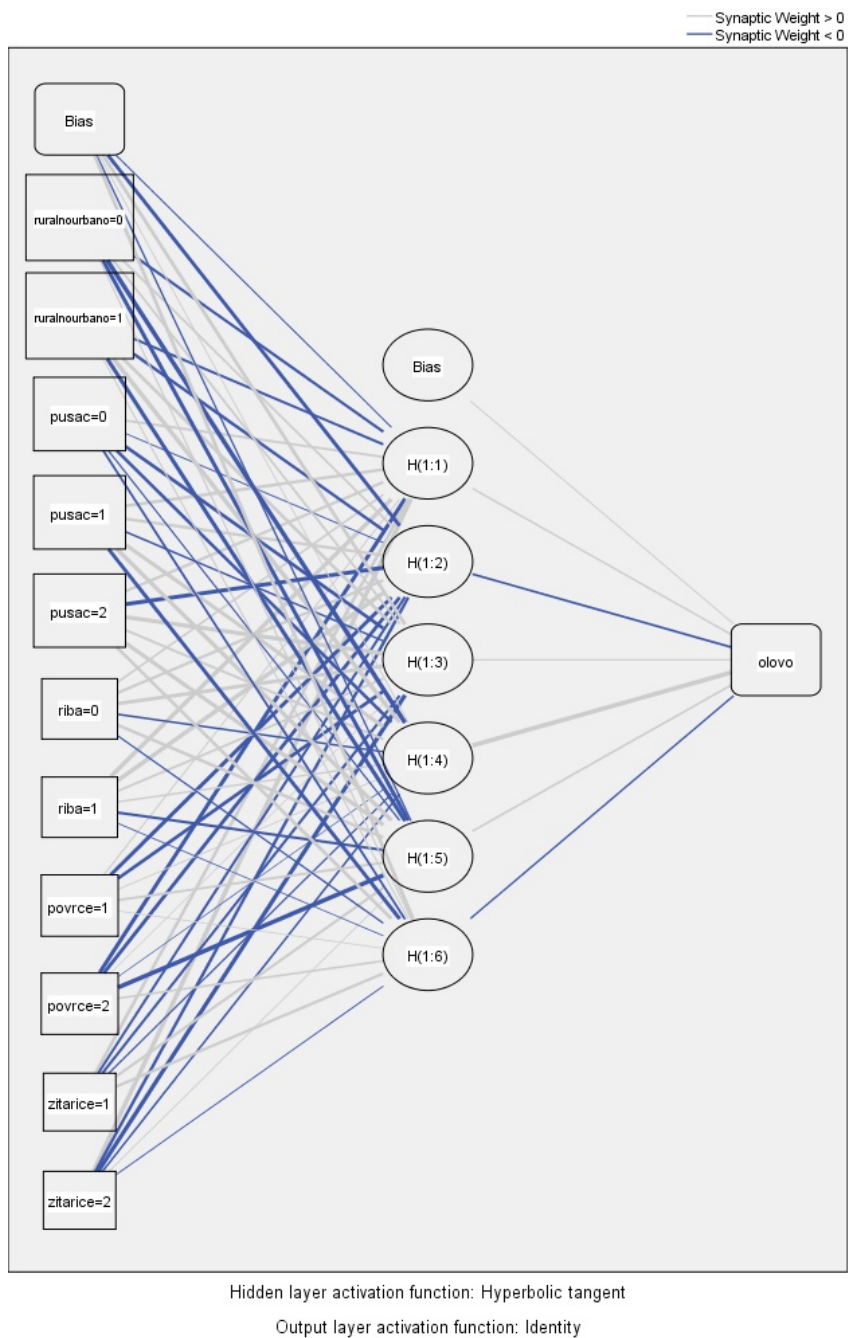 Synaptic Weight > 0
Synaptic Weight < 0
Bias
ruralnourbano=0
ruralnourbano=1
pusac=0
pusac=1
pusac=2
riba=0
riba=1
povrce=1
povrce=2
zitarice=1
zitarice=2
Bias
H(1:1)
H(1:2)
H(1:3)
H(1:4)
H(1:5)
H(1:6)
olovo
Hidden layer activation function: Hyperbolic tangent
Output layer activation function: Identity